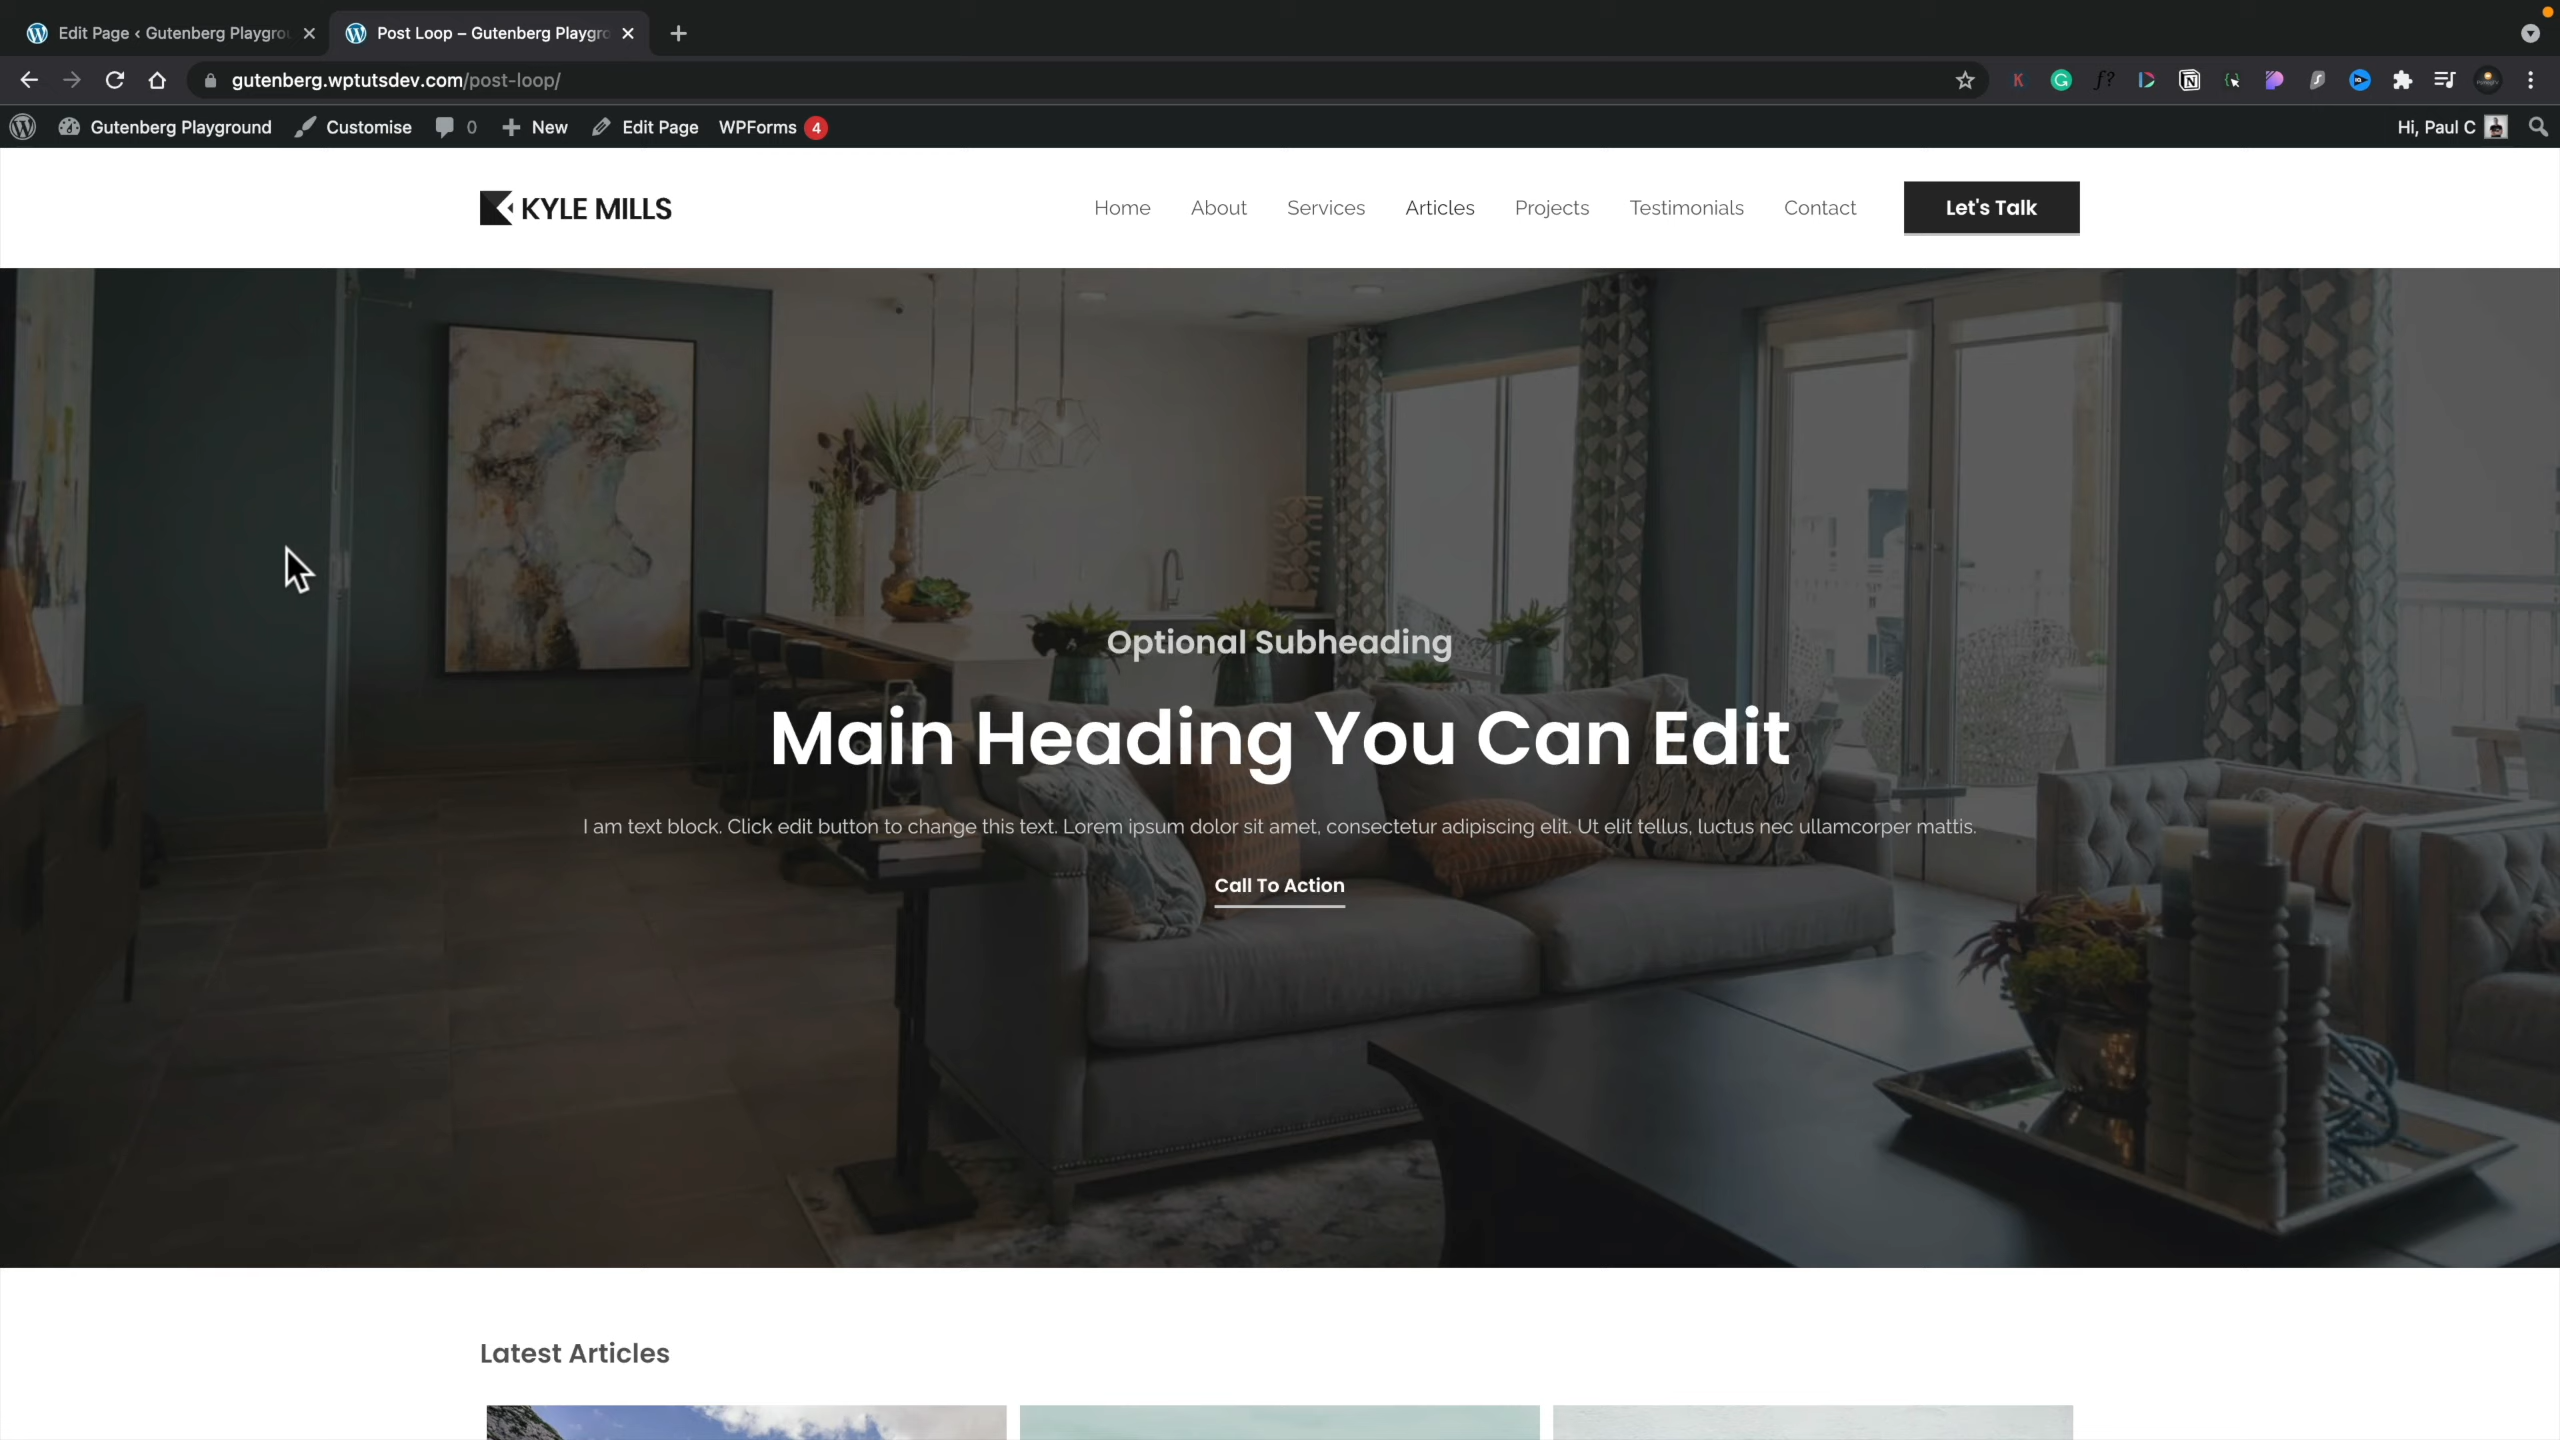 Edit Page ‹ Gutenberg Playgrou
Post Loop – Gutenberg Playgro
gutenberg.wptutsdev.com/post-loop/
Gutenberg Playground Customise 0 New Edit Page WPForms 4
Hi, Paul C
KYLE MILLS
Home About Services Articles Projects Testimonials Contact Let's Talk
Optional Subheading
Main Heading You Can Edit
I am text block. Click edit button to change this text. Lorem ipsum dolor sit amet, consectetur adipiscing elit. Ut elit tellus, luctus nec ullamcorper mattis.
Call To Action
Latest Articles